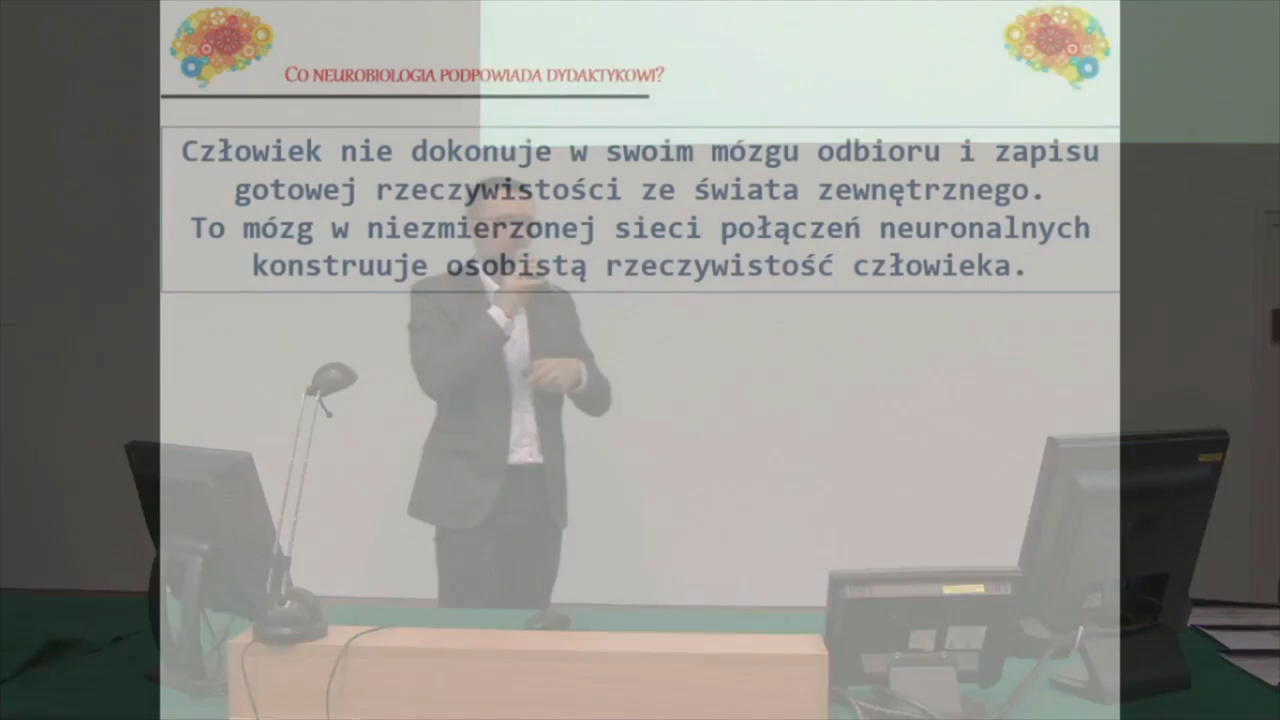 Co neurobiologia podpowiada dydaktykowi?
Człowiek nie dokonuje w swoim mózgu odbioru i zapisu
gotowej rzeczywistości ze świata zewnętrznego.
To mózg w niezmierzonej sieci połączeń neuronalnych
konstruuje osobistą rzeczywistość człowieka.